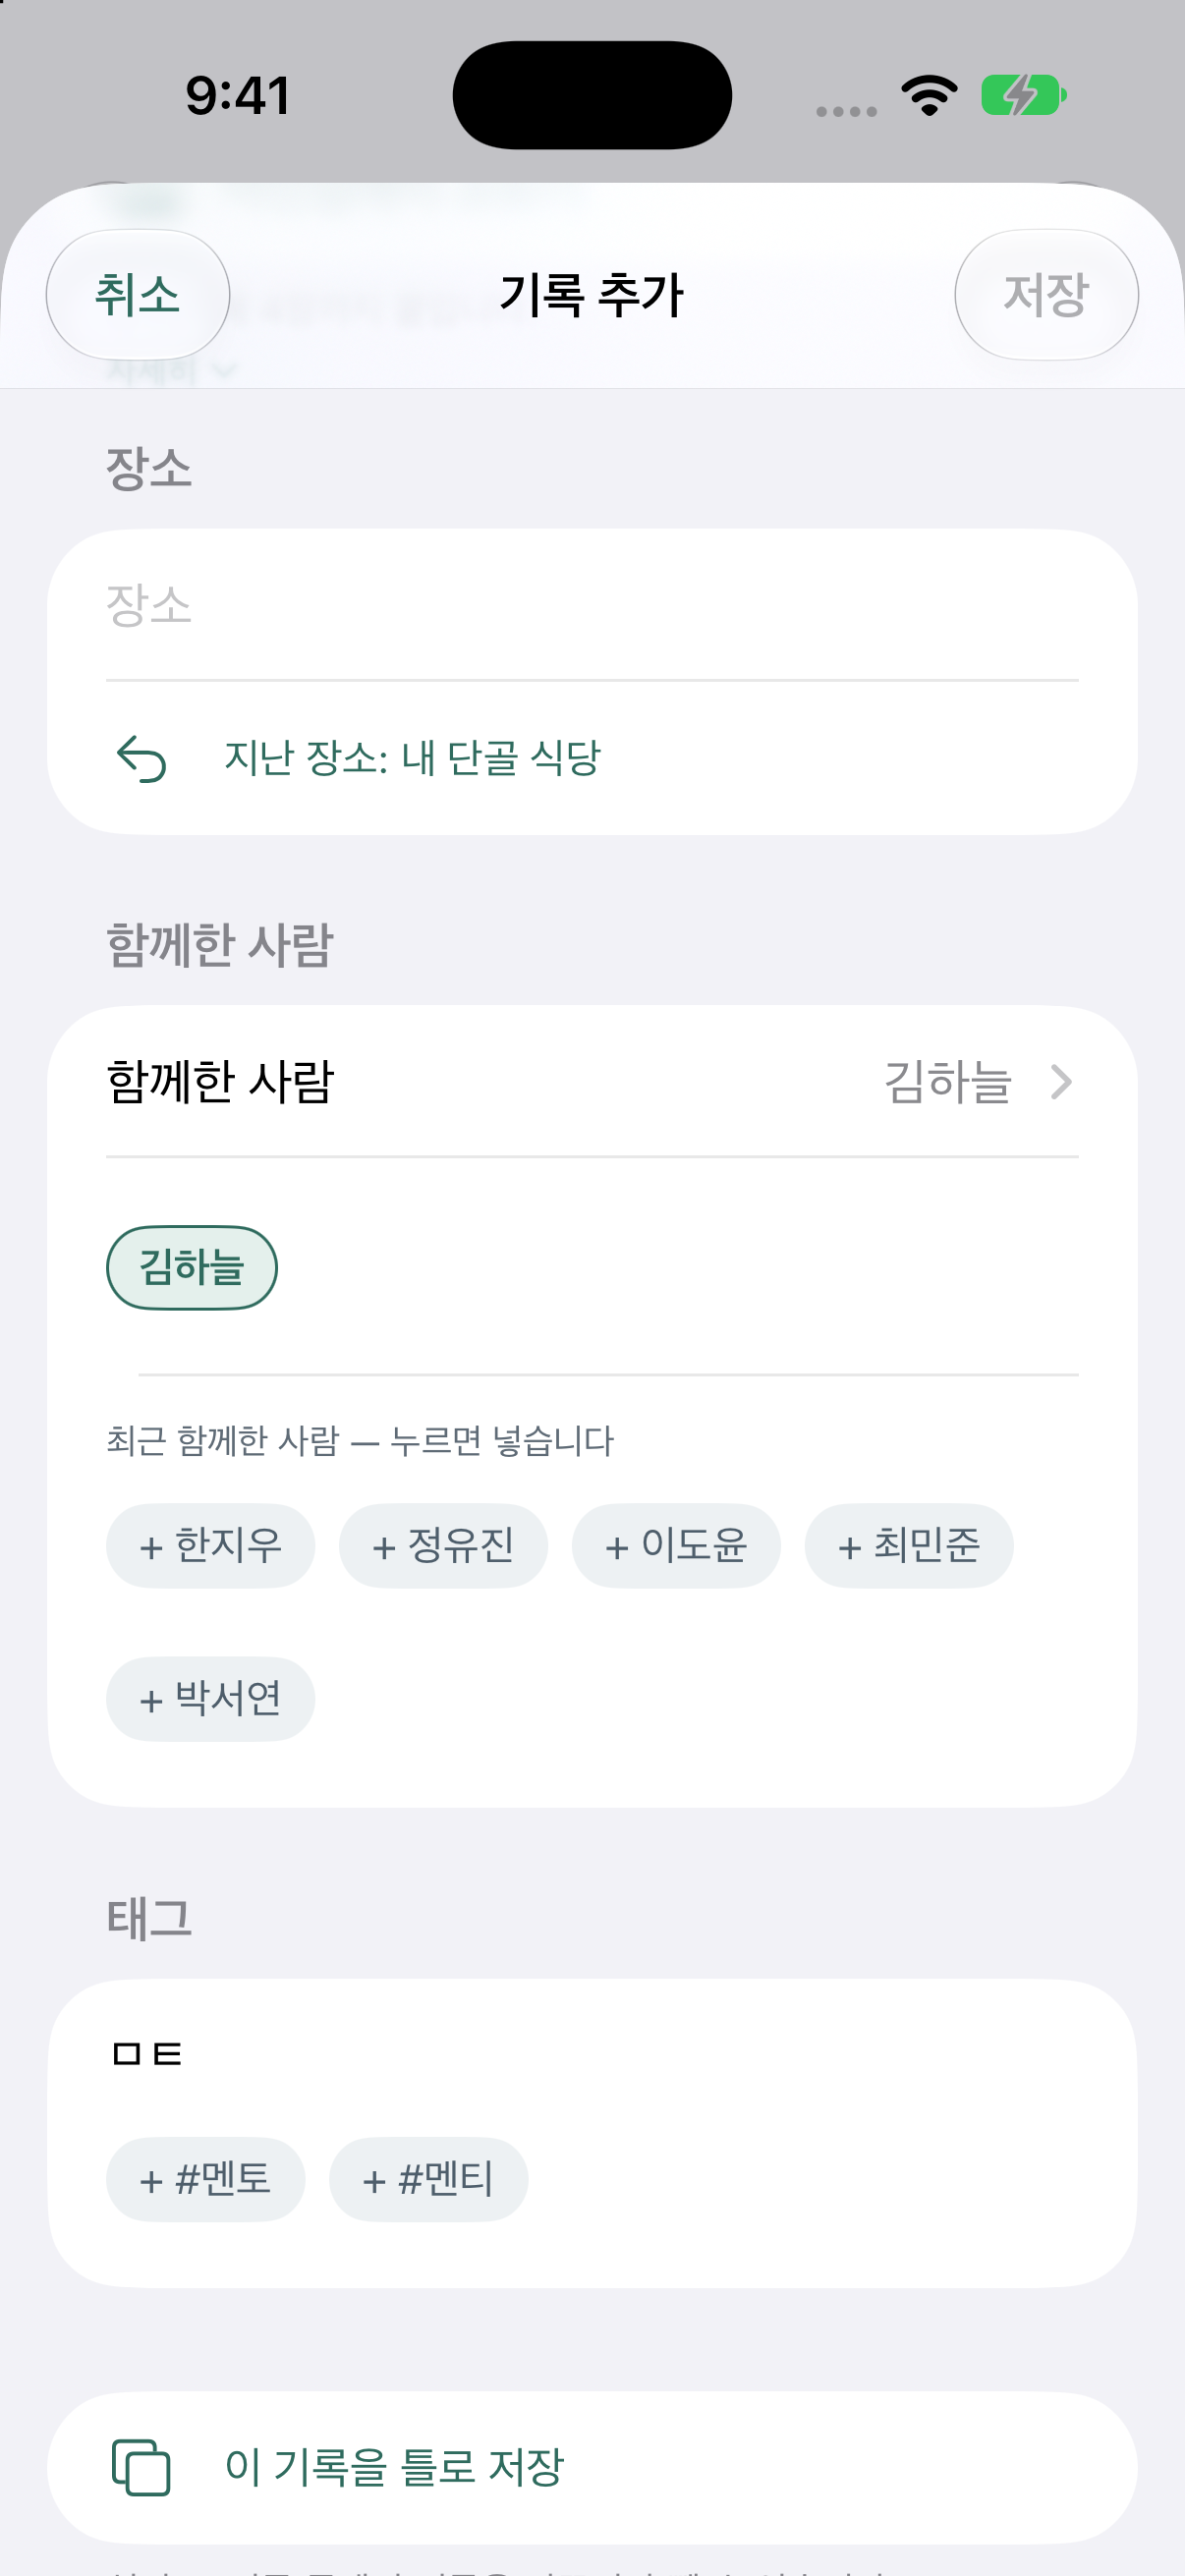 9:41
취소
기록 추가
저장
자세히
장소
장소
지난 장소: 내 단골 식당
함께한 사람
함께한 사람 김하늘
김하늘
최근 함께한 사람 — 누르면 넣습니다
+ 한지우 + 정유진 + 이도윤 + 최민준
+ 박서연
태그
ㅁㅌ
+ #멘토 + #멘티
이 기록을 틀로 저장